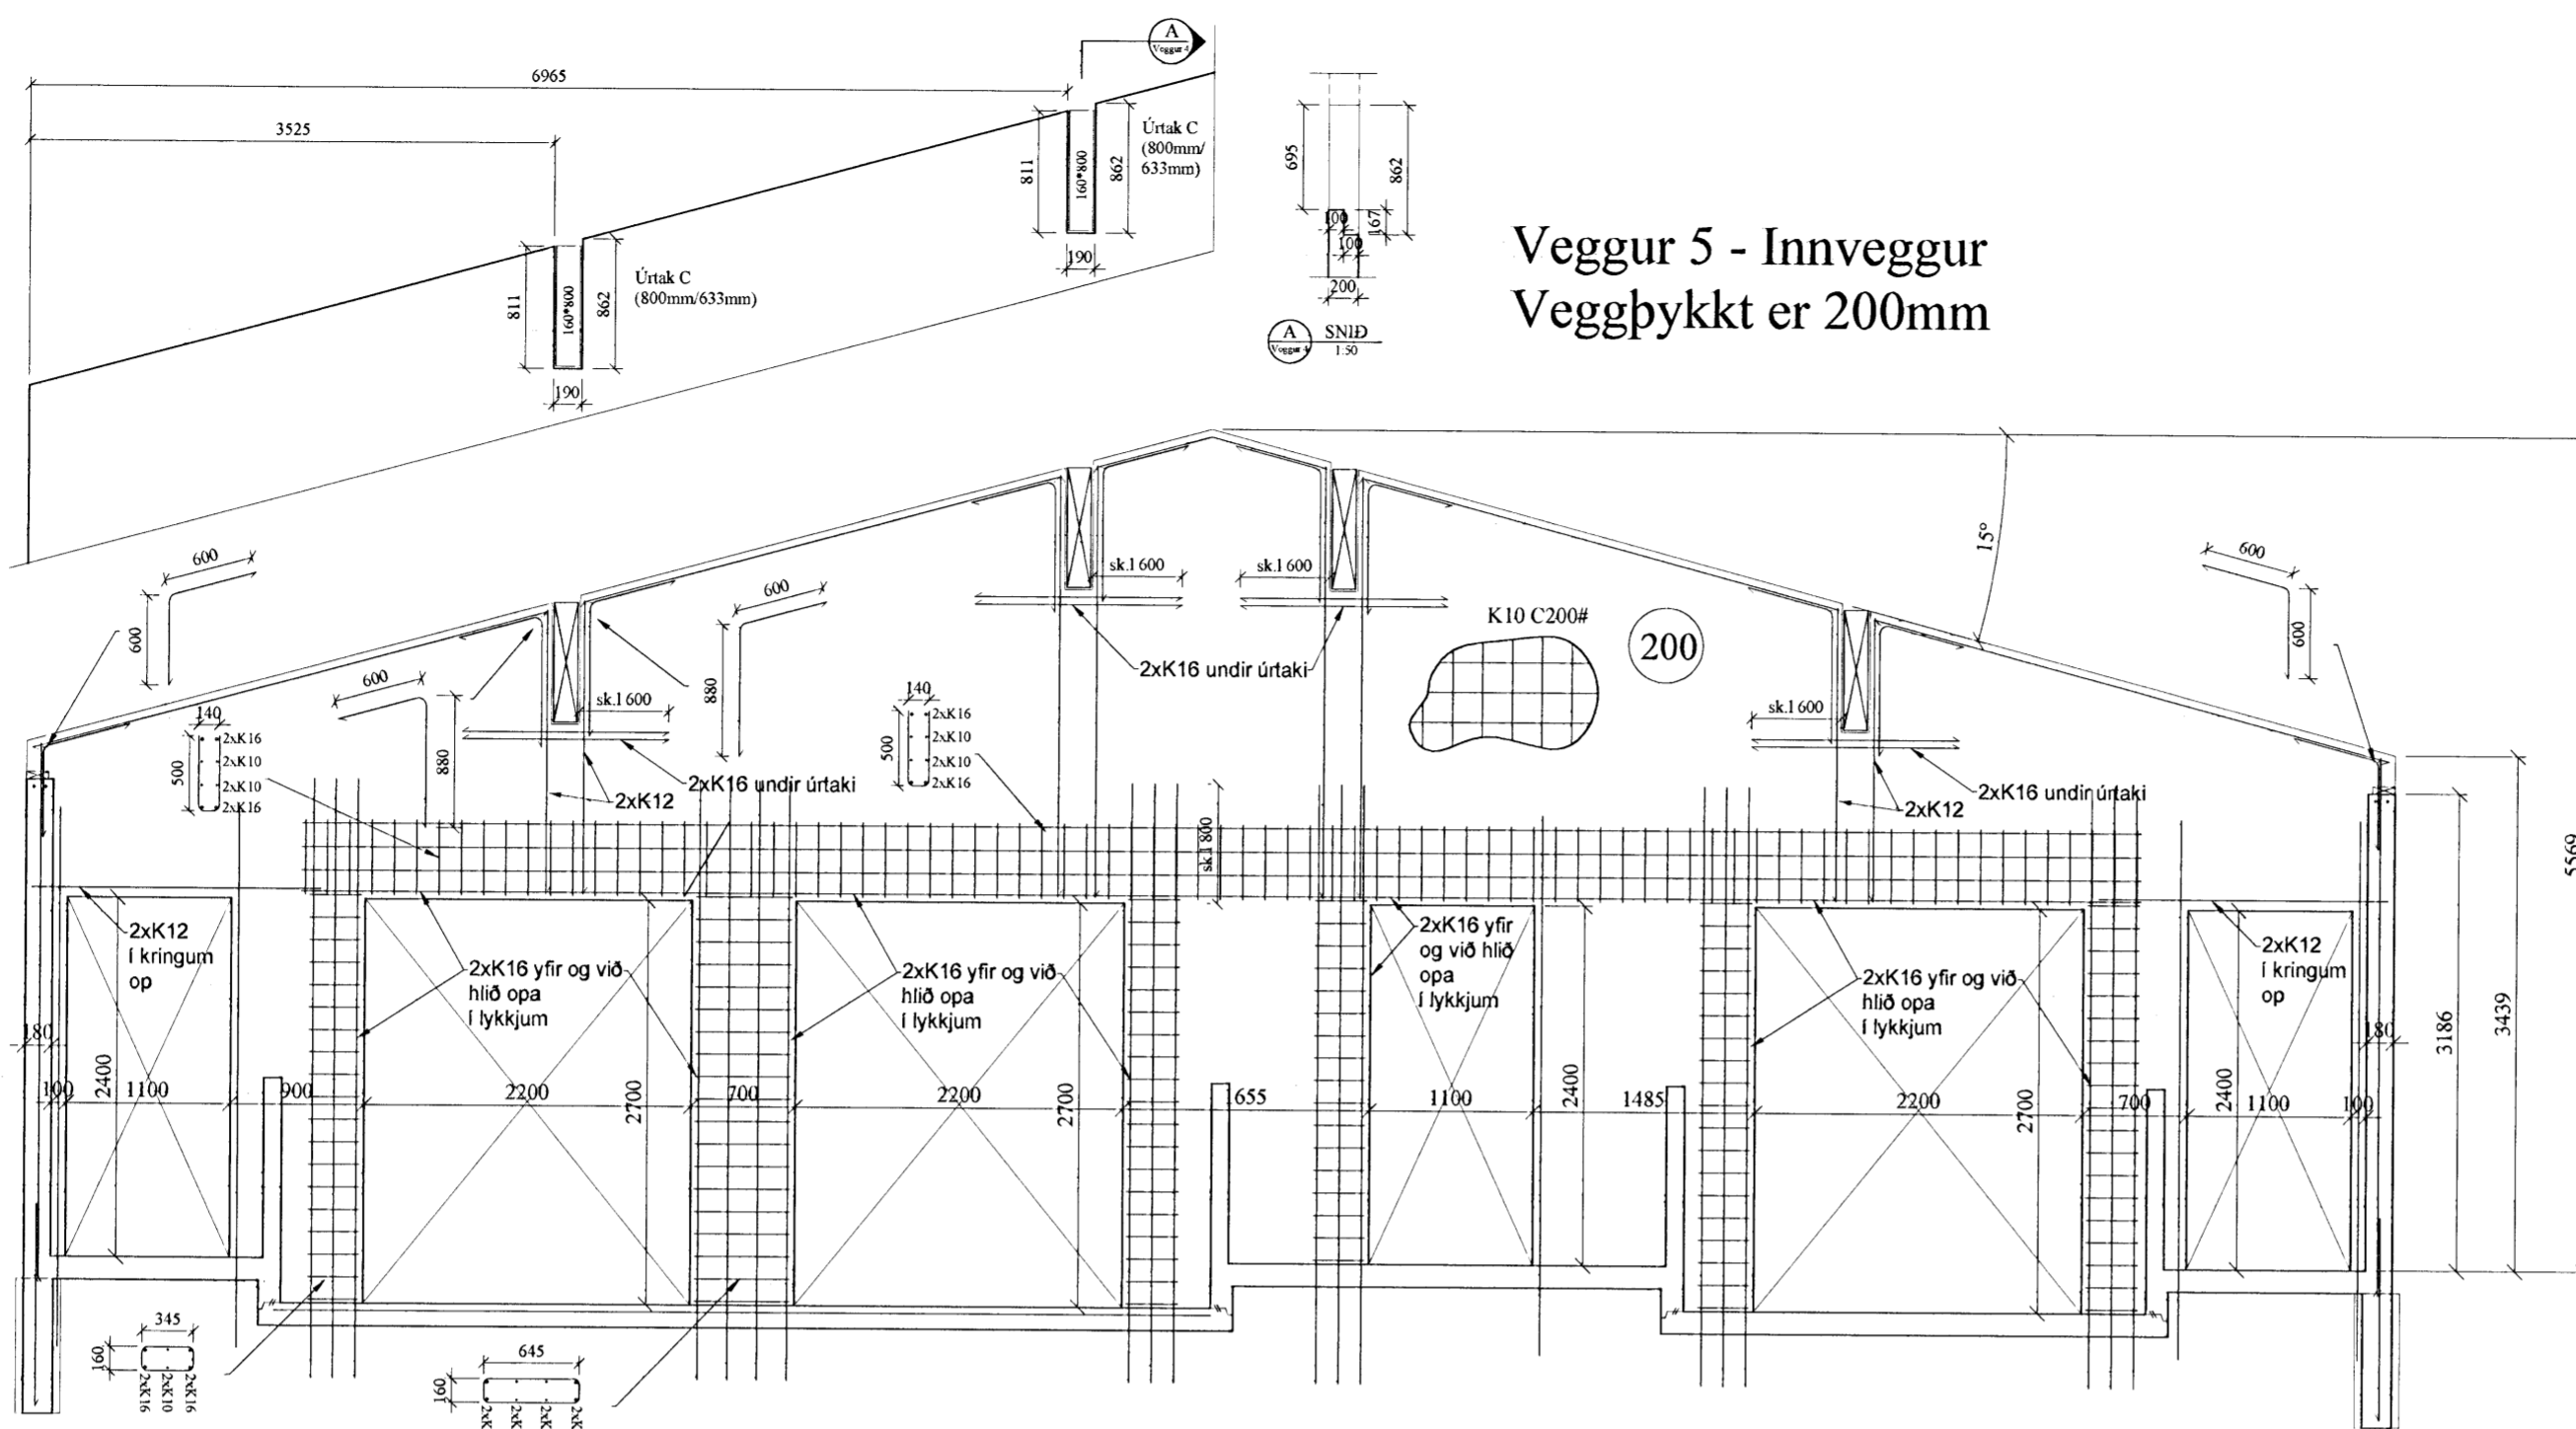 A
Veggur 4
6965
3525
811
160*800
862
Úrtak C
(800mm/
633mm)
190
811
160*800
862
Úrtak C
(800mm/633mm)
190
695
862
100
167
100
200
A
Veggur 4
SNIÐ
1:50
Veggur 5 - Innveggur
Veggþykkt er 200mm
15°
600
600
600
880
600
880
600
600
140
500
2xK16
2xK10
2xK10
2xK16
140
500
2xK16
2xK10
2xK10
2xK16
sk.l 600
sk.l 600
sk.l 600
sk.l 600
K10 C200#
200
2xK16 undir úrtaki
2xK16 undir úrtaki
2xK12
2xK16 undir úrtaki
2xK12
sk.l 800
2xK12
í kringum
op
2xK16 yfir og við
hlið opa
í lykkjum
2xK16 yfir og við
hlið opa
í lykkjum
2xK16 yfir
og við hlið
opa
í lykkjum
2xK16 yfir og við
hlið opa
í lykkjum
2xK12
í kringum
op
180
100
2400
1100
900
2200
2700
700
2200
2700
655
1100
2400
1485
2200
2700
700
2400
1100
100
180
3186
3439
5569
345
160
2xK16
2xK10
2xK16
645
160
2xK
2xK
2xK
2xK